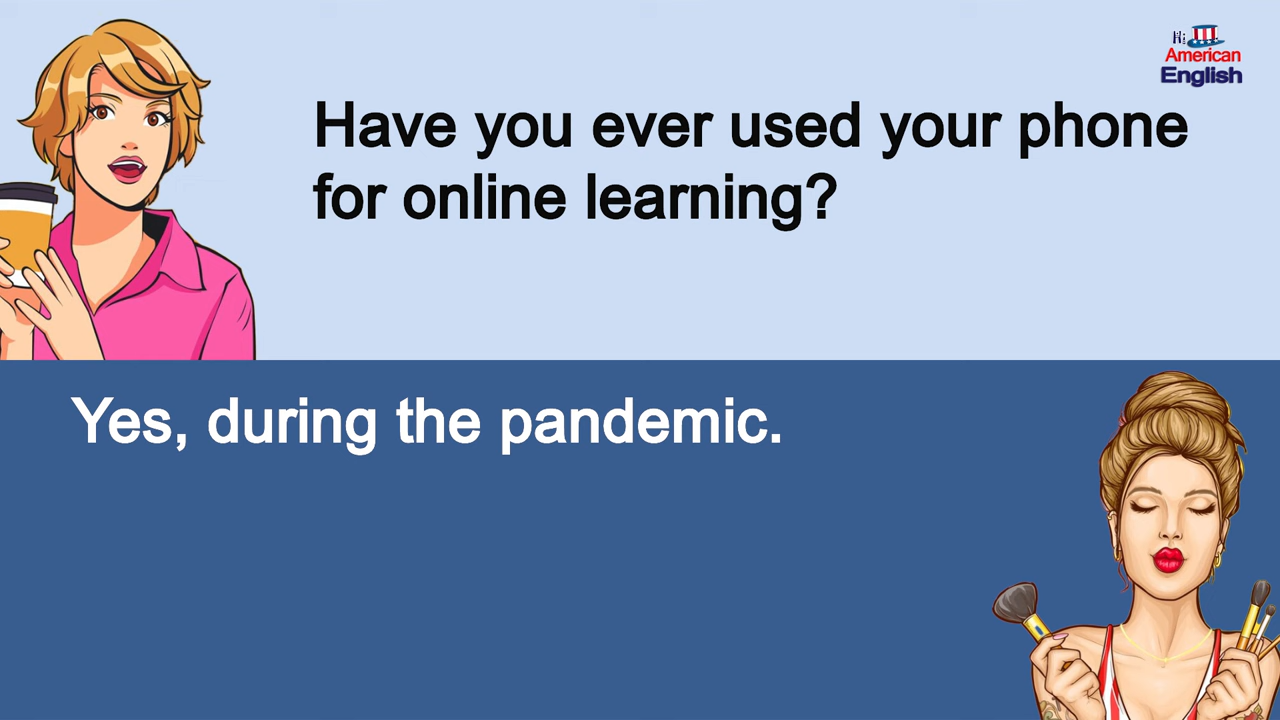 Hi
American
English
Have you ever used your phone
for online learning?
Yes, during the pandemic.